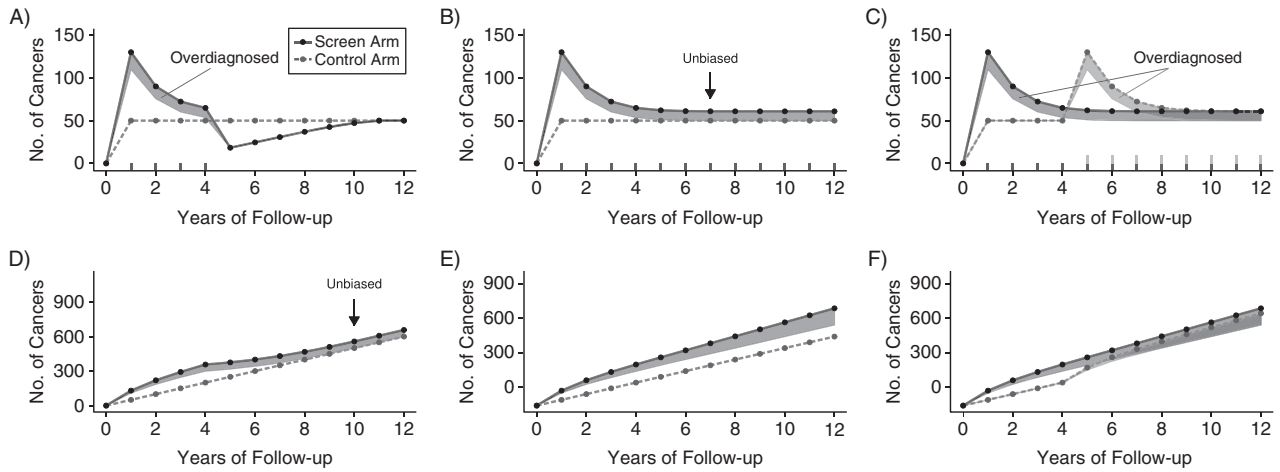 A)
No. of Cancers
150
100
50
0
Overdiagnosed
Screen Arm
Control Arm
0 2 4 6 8 10 12
Years of Follow-up
B)
No. of Cancers
150
100
50
0
Unbiased
0 2 4 6 8 10 12
Years of Follow-up
C)
No. of Cancers
150
100
50
0
Overdiagnosed
0 2 4 6 8 10 12
Years of Follow-up
D)
No. of Cancers
900
600
300
0
Unbiased
0 2 4 6 8 10 12
Years of Follow-up
E)
No. of Cancers
900
600
300
0
0 2 4 6 8 10 12
Years of Follow-up
F)
No. of Cancers
900
600
300
0
0 2 4 6 8 10 12
Years of Follow-up